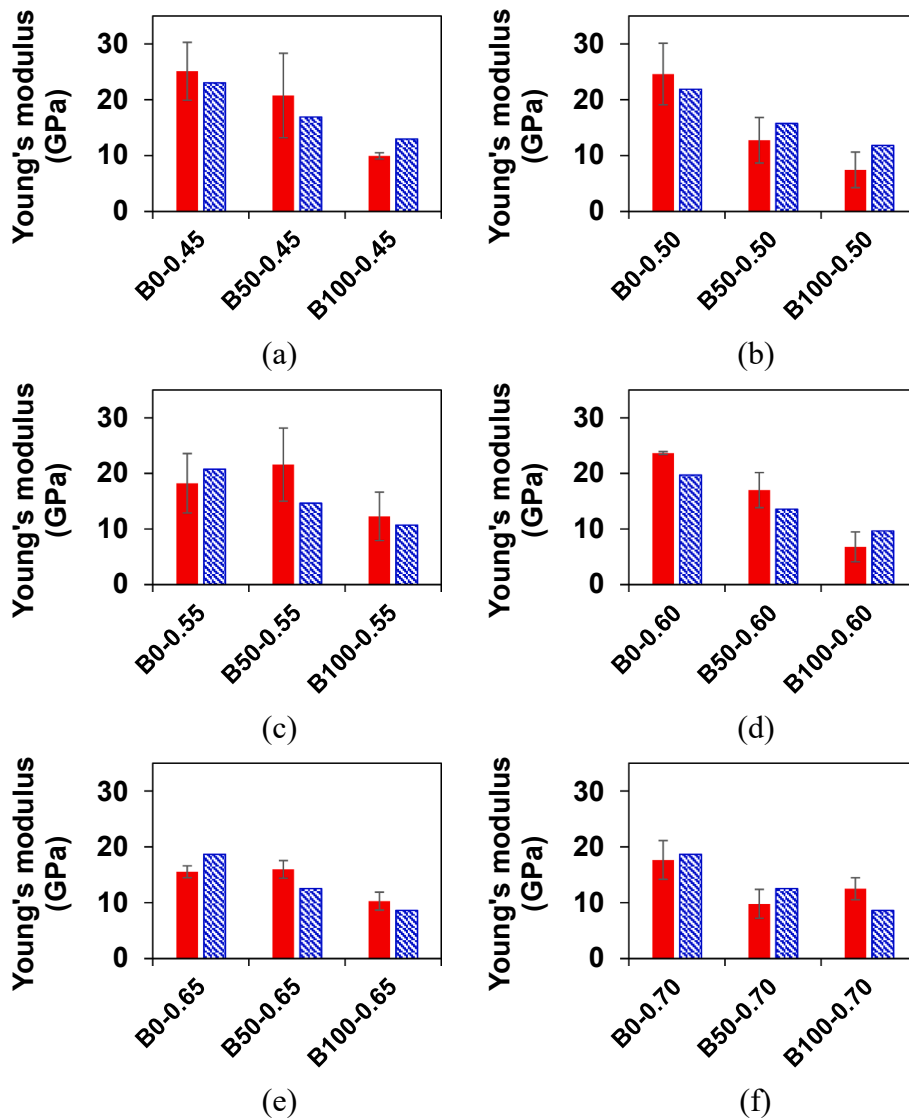 Young's modulus
(GPa)
30
20
10
0
B0-0.45
B50-0.45
B100-0.45
(a)
Young's modulus
(GPa)
30
20
10
0
B0-0.50
B50-0.50
B100-0.50
(b)
Young's modulus
(GPa)
30
20
10
0
B0-0.55
B50-0.55
B100-0.55
(c)
Young's modulus
(GPa)
30
20
10
0
B0-0.60
B50-0.60
B100-0.60
(d)
Young's modulus
(GPa)
30
20
10
0
B0-0.65
B50-0.65
B100-0.65
(e)
Young's modulus
(GPa)
30
20
10
0
B0-0.70
B50-0.70
B100-0.70
(f)